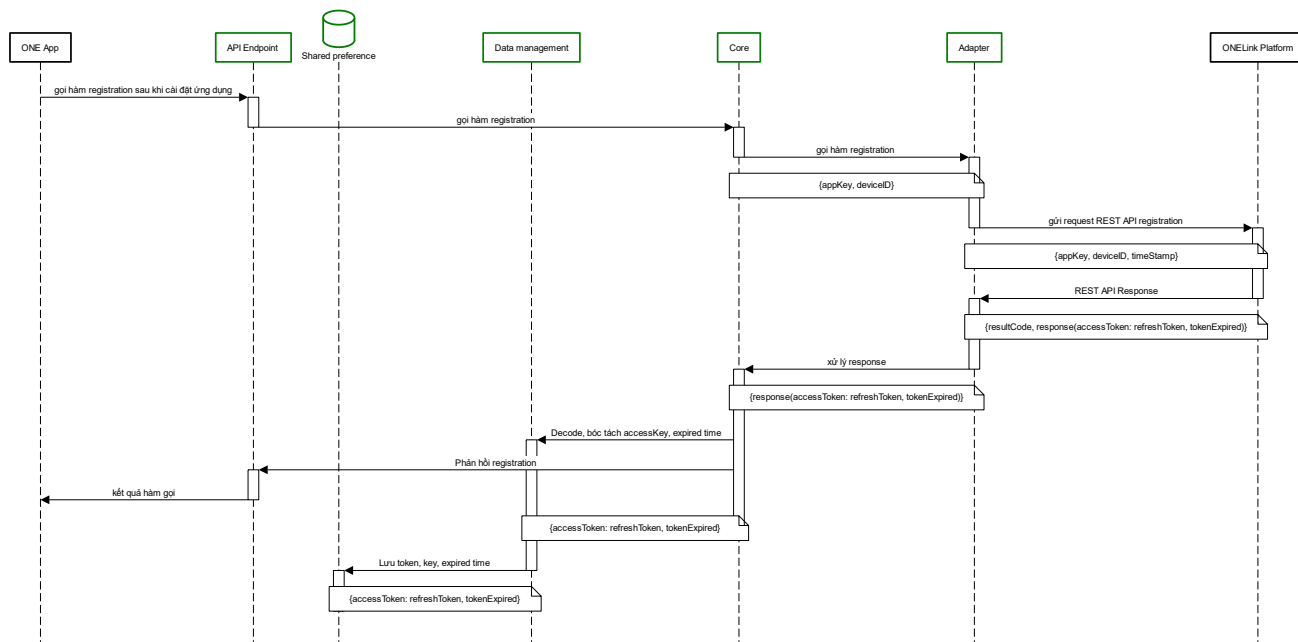 ONE App
API Endpoint
Shared preference
Data management
Core
Adapter
ONELink Platform
gọi hàm registration sau khi cài đặt ứng dụng
gọi hàm registration
gọi hàm registration
{appKey, deviceID}
gửi request REST API registration
{appKey, deviceID, timeStamp}
REST API Response
{resultCode, response(accessToken: refreshToken, tokenExpired)}
xử lý response
{response(accessToken: refreshToken, tokenExpired)}
Decode, bóc tách accessKey, expired time
Phản hồi registration
kết quả hàm gọi
{accessToken: refreshToken, tokenExpired}
Lưu token, key, expired time
{accessToken: refreshToken, tokenExpired}